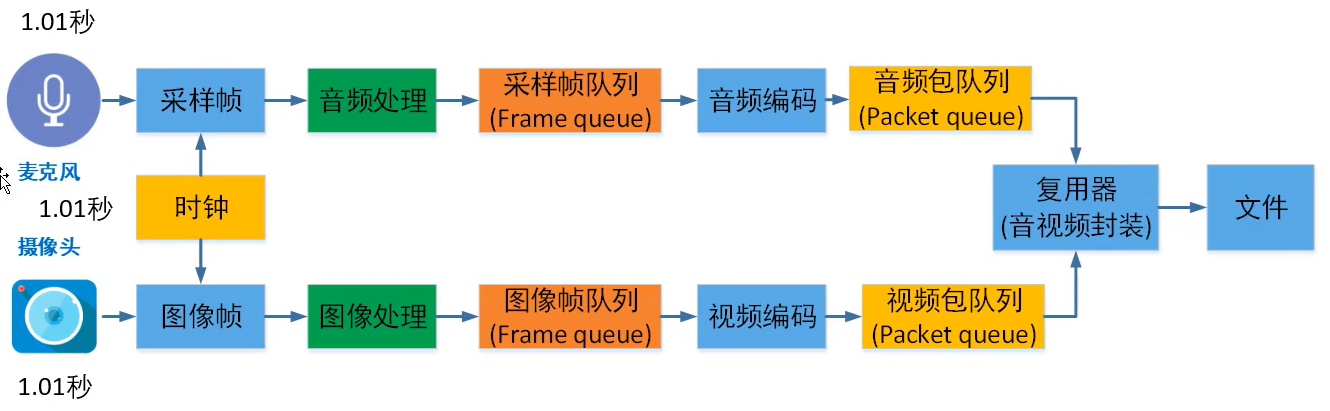 1.01秒
采样帧
音频处理
采样帧队列
(Frame queue)
音频编码
音频包队列
(Packet queue)
麦克风
1.01秒
时钟
复用器
(音视频封装)
文件
摄像头
图像帧
图像处理
图像帧队列
(Frame queue)
视频编码
视频包队列
(Packet queue)
1.01秒